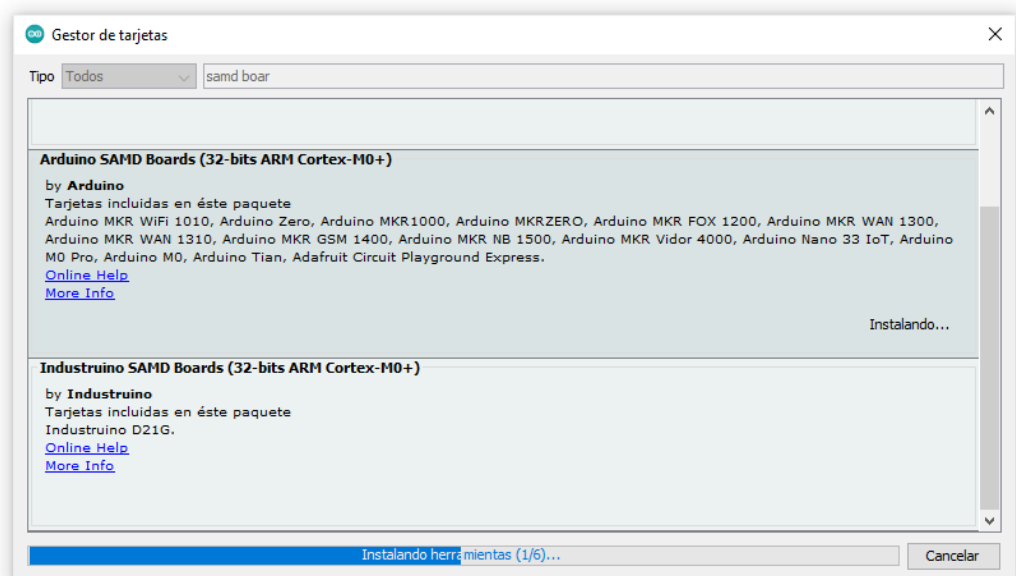 Gestor de tarjetas
Tipo Todos samd boar
Arduino SAMD Boards (32-bits ARM Cortex-M0+)
by Arduino
Tarjetas incluidas en éste paquete
Arduino MKR WiFi 1010, Arduino Zero, Arduino MKR1000, Arduino MKRZERO, Arduino MKR FOX 1200, Arduino MKR WAN 1300,
Arduino MKR WAN 1310, Arduino MKR GSM 1400, Arduino MKR NB 1500, Arduino MKR Vidor 4000, Arduino Nano 33 IoT, Arduino
M0 Pro, Arduino M0, Arduino Tian, Adafruit Circuit Playground Express.
Online Help
More Info
Instalando...
Industruino SAMD Boards (32-bits ARM Cortex-M0+)
by Industruino
Tarjetas incluidas en éste paquete
Industruino D21G.
Online Help
More Info
Instalando herramientas (1/6)...
Cancelar